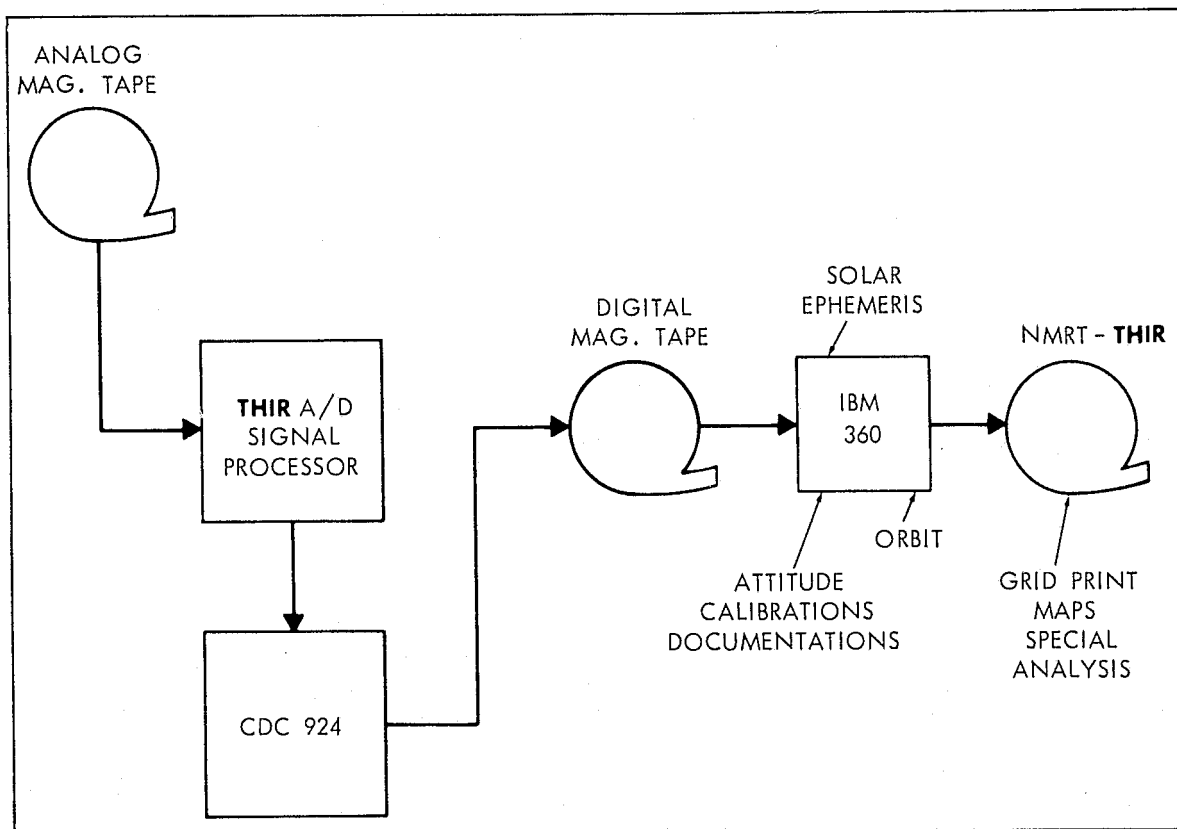 ANALOG
MAG. TAPE
THIR A/D
SIGNAL
PROCESSOR
CDC 924
DIGITAL
MAG. TAPE
SOLAR
EPHEMERIS
IBM
360
ATTITUDE
CALIBRATIONS
DOCUMENTATIONS
ORBIT
NMRT - THIR
GRID PRINT
MAPS
SPECIAL
ANALYSIS